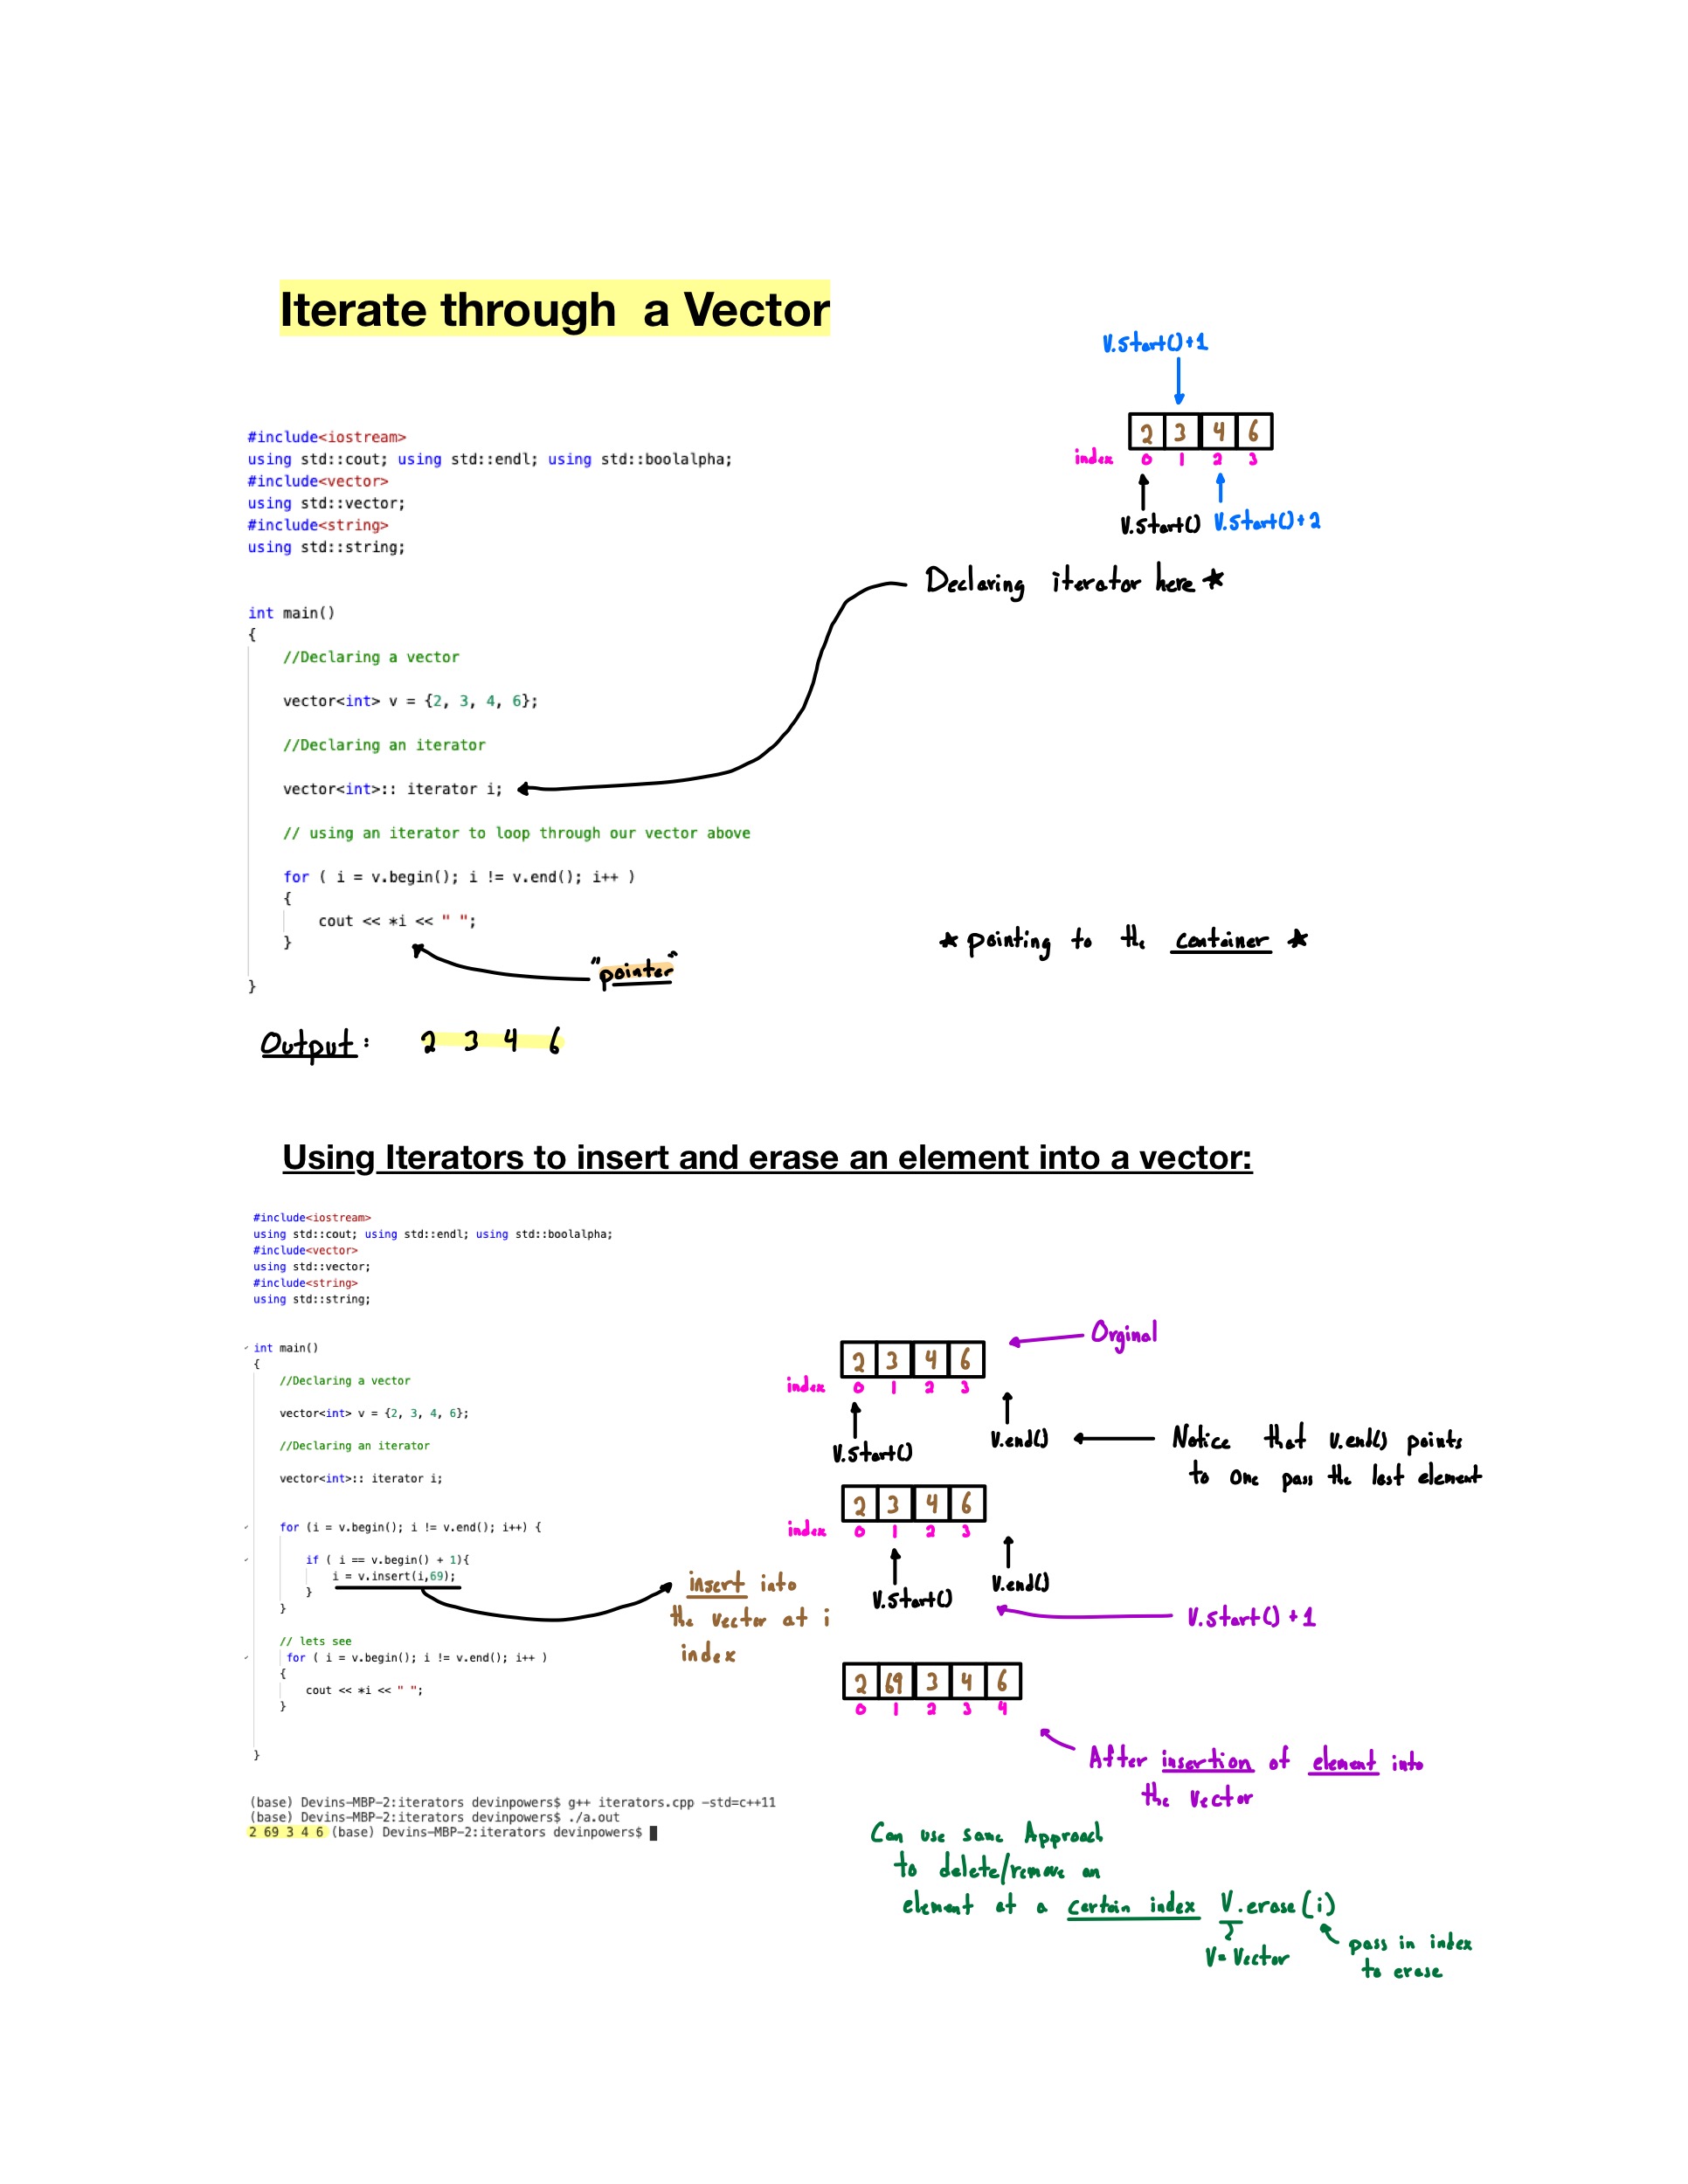 Iterate through  a Vector
V.Start()+1
2 3 4 6
index 0 1 2 3
V.Start() V.Start()+2
#include<iostream>
using std::cout; using std::endl; using std::boolalpha;
#include<vector>
using std::vector;
#include<string>
using std::string;
Declaring iterator here ★
int main()
{
//Declaring a vector
vector<int> v = {2, 3, 4, 6};
//Declaring an iterator
vector<int>:: iterator i;
// using an iterator to loop through our vector above
for ( i = v.begin(); i != v.end(); i++ )
{
cout << *i << " ";
}
}
"pointer"
★ pointing to the container ★
Output: 2 3 4 6
Using Iterators to insert and erase an element into a vector:
#include<iostream>
using std::cout; using std::endl; using std::boolalpha;
#include<vector>
using std::vector;
#include<string>
using std::string;
int main()
{
//Declaring a vector
vector<int> v = {2, 3, 4, 6};
//Declaring an iterator
vector<int>:: iterator i;
for (i = v.begin(); i != v.end(); i++) {
if ( i == v.begin() + 1){
i = v.insert(i,69);
}
}
// lets see
for ( i = v.begin(); i != v.end(); i++ )
{
cout << *i << " ";
}
}
insert into
the vector at i
index
Orginal
2 3 4 6
index 0 1 2 3
V.Start()
V.end()
Notice that V.end() points
to one pass the last element
2 3 4 6
index 0 1 2 3
V.Start()
V.end()
V.Start()+1
2 69 3 4 6
0 1 2 3 4
After insertion of element into
the vector
(base) Devins-MBP-2:iterators devinpowers$ g++ iterators.cpp -std=c++11
(base) Devins-MBP-2:iterators devinpowers$ ./a.out
2 69 3 4 6 (base) Devins-MBP-2:iterators devinpowers$
Can use same Approach
to delete/remove an
element at a certain index V.erase(i)
V=Vector
pass in index
to erase